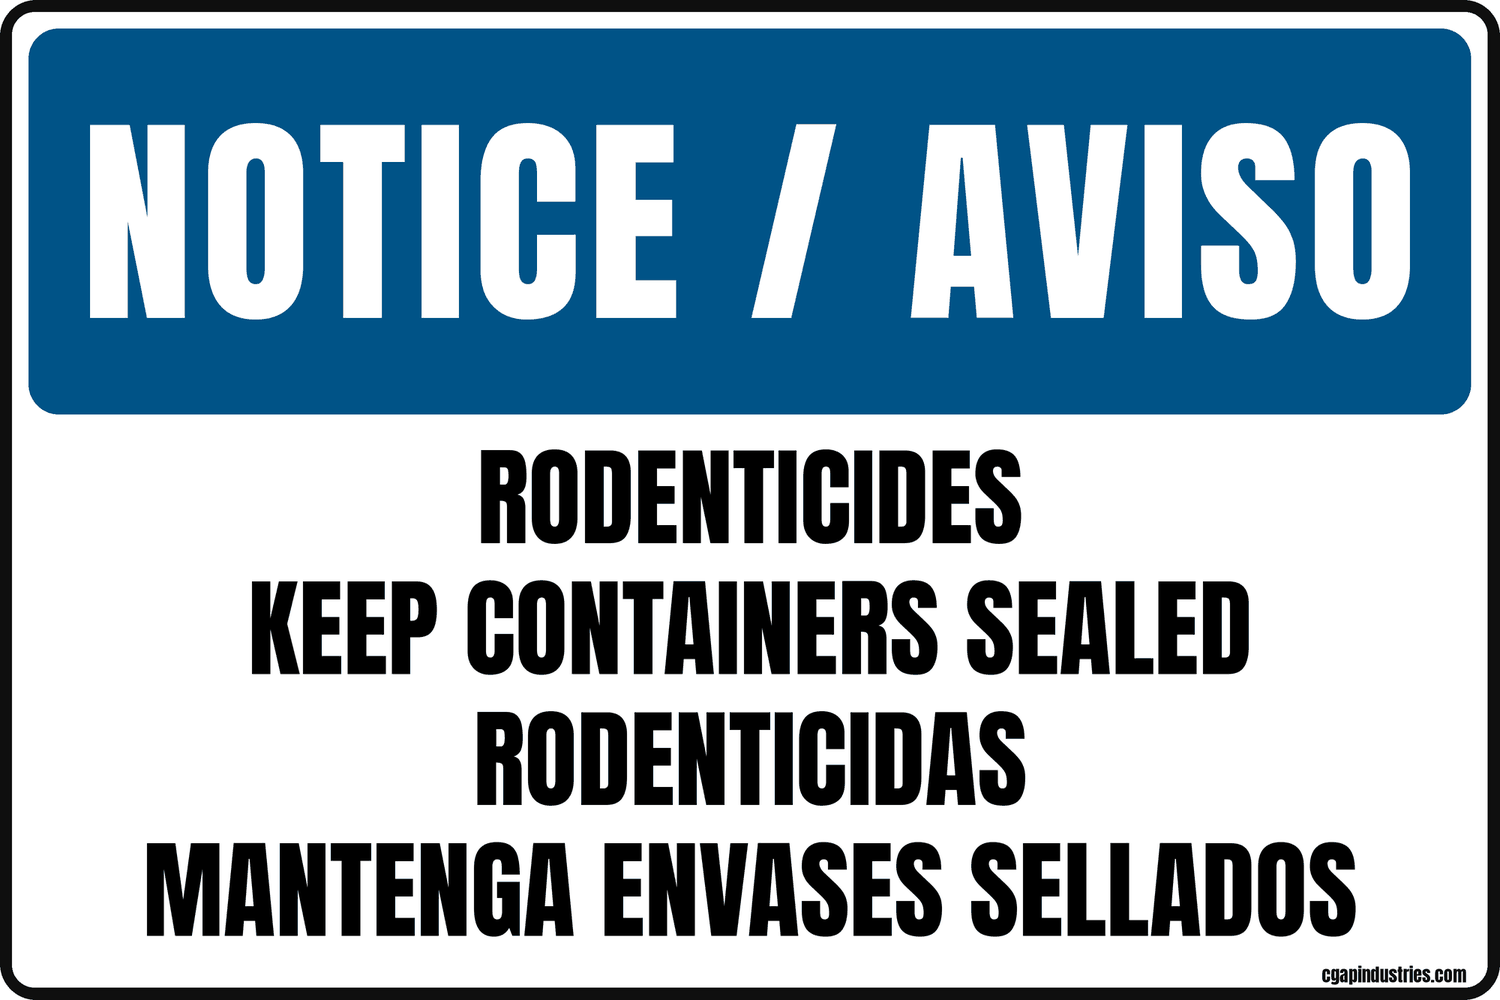 NOTICE / AVISO
RODENTICIDES
KEEP CONTAINERS SEALED
RODENTICIDAS
MANTENGA ENVASES SELLADOS
cgapindustries.com